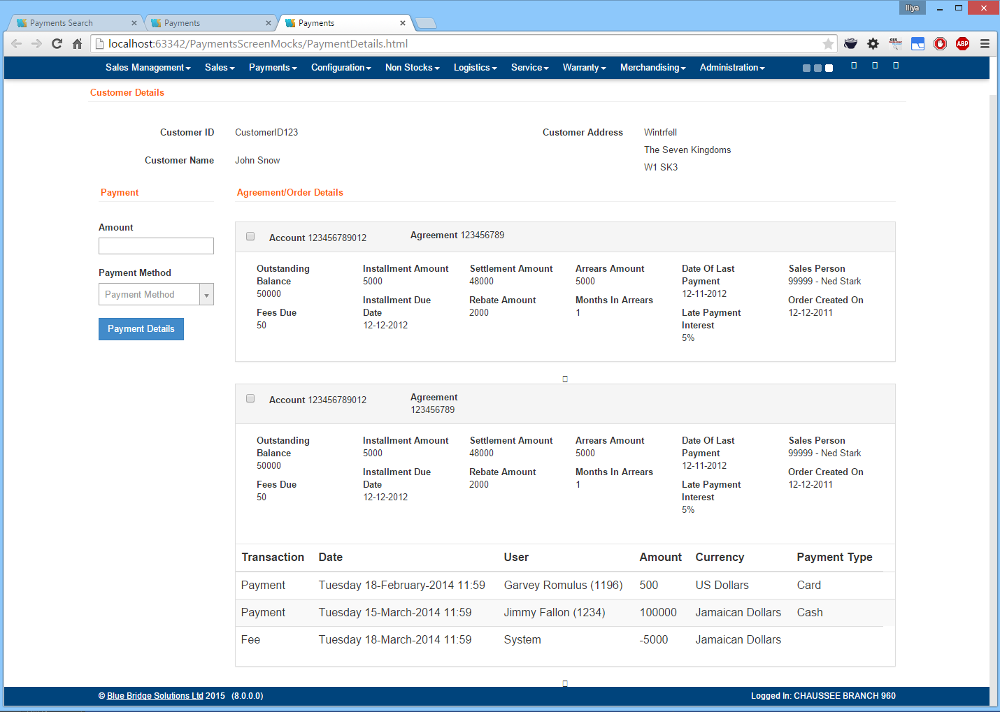 Iliya
Payments Search
Payments
Payments
localhost:63342/PaymentsScreenMocks/PaymentDetails.html
ABP
Sales Management Sales Payments Configuration Non Stocks Logistics Service Warranty Merchandising Administration
Customer Details
Customer ID CustomerID123 Customer Address Wintrfell
The Seven Kingdoms
Customer Name John Snow
W1 SK3
Payment Agreement/Order Details
Amount
Payment Method
Payment Method
Payment Details
Account 123456789012 Agreement 123456789
Outstanding Balance
50000
Fees Due
50
Installment Amount
5000
Installment Due
Date
12-12-2012
Settlement Amount
48000
Rebate Amount
2000
Arrears Amount
5000
Months In Arrears
1
Date Of Last
Payment
12-11-2012
Late Payment
Interest
5%
Sales Person
99999 - Ned Stark
Order Created On
12-12-2011
Account 123456789012 Agreement
123456789
Outstanding
Balance
50000
Fees Due
50
Installment Amount
5000
Installment Due
Date
12-12-2012
Settlement Amount
48000
Rebate Amount
2000
Arrears Amount
5000
Months In Arrears
1
Date Of Last
Payment
12-11-2012
Late Payment
Interest
5%
Sales Person
99999 - Ned Stark
Order Created On
12-12-2011
Transaction Date User Amount Currency Payment Type
Payment Tuesday 18-February-2014 11:59 Garvey Romulus (1196) 500 US Dollars Card
Payment Tuesday 15-March-2014 11:59 Jimmy Fallon (1234) 100000 Jamaican Dollars Cash
Fee Tuesday 18-March-2014 11:59 System -5000 Jamaican Dollars
© Blue Bridge Solutions Ltd 2015 (8.0.0.0) Logged In: CHAUSSEE BRANCH 960